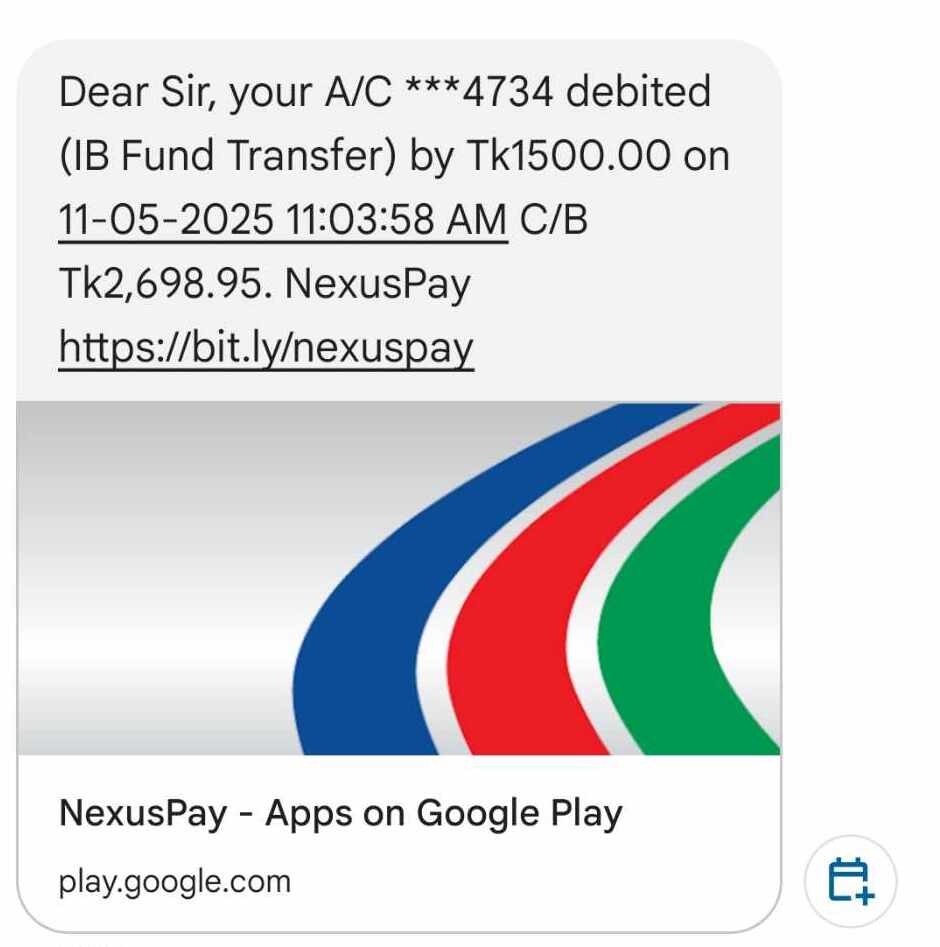 Dear Sir, your A/C ***4734 debited
(IB Fund Transfer) by Tk1500.00 on
11-05-2025 11:03:58 AM C/B
Tk2,698.95. NexusPay
https://bit.ly/nexuspay
NexusPay - Apps on Google Play
play.google.com